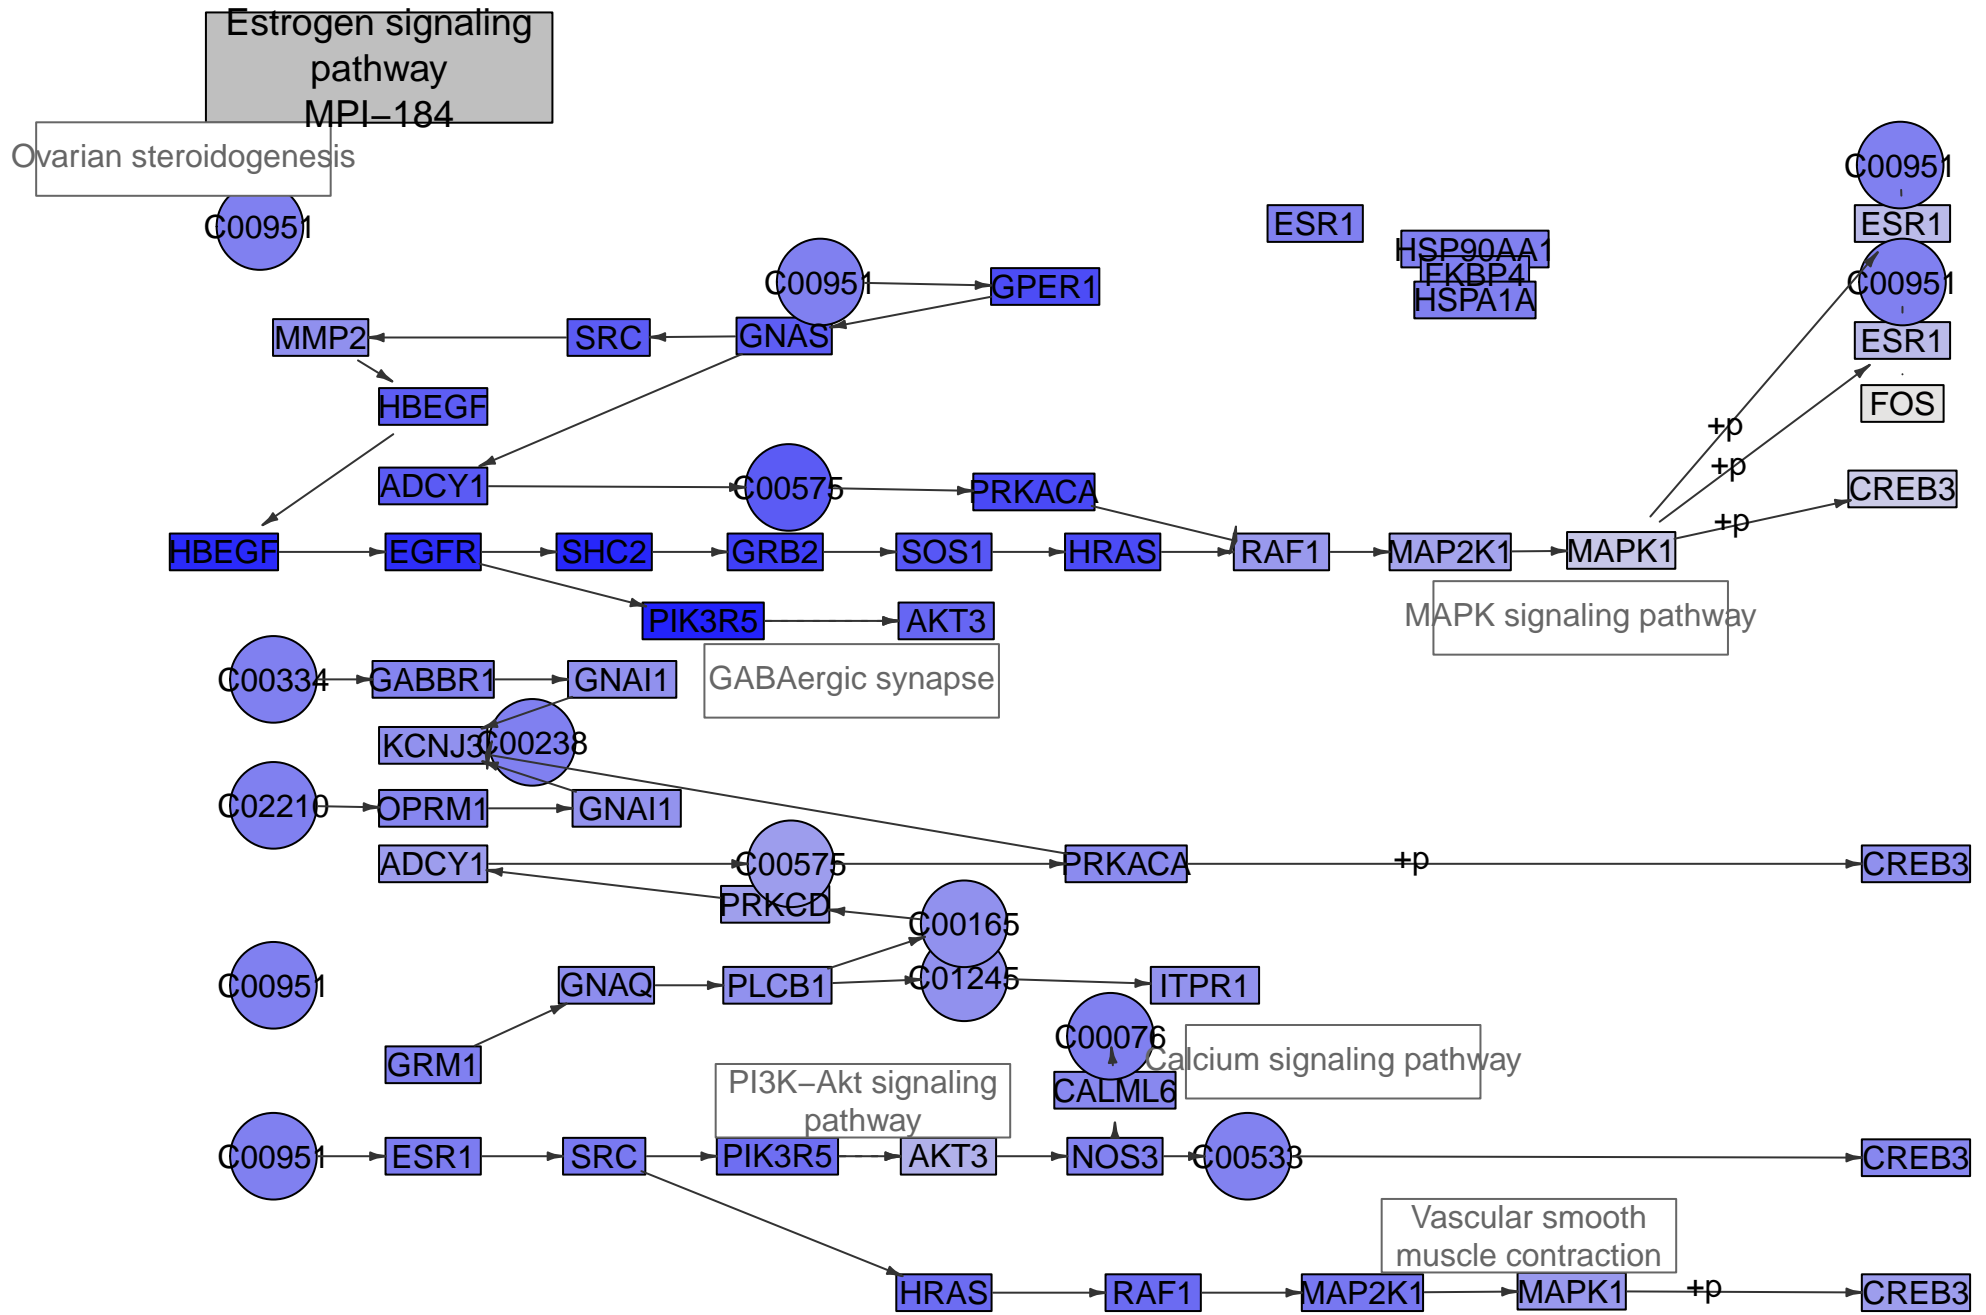 Estrogen signaling
pathway
MPI−184
Ovarian steroidogenesis
C00951
C00951
ESR1
C00951
ESR1
HSP90AA1
FKBP4
HSPA1A
C00951
GPER1
C00951
ESR1
MMP2
SRC
GNAS
HBEGF
FOS
+p
+p
+p
ADCY1
C00575
PRKACA
CREB3
HBEGF
EGFR
SHC2
GRB2
SOS1
HRAS
RAF1
MAP2K1
MAPK1
PIK3R5
AKT3
MAPK signaling pathway
C00334
GABBR1
GNAI1
GABAergic synapse
KCNJ3
C00238
C02210
OPRM1
GNAI1
ADCY1
C00575
PRKACA
+p
CREB3
PRKCD
C00165
C00951
GNAQ
PLCB1
C01245
ITPR1
C00076
Calcium signaling pathway
GRM1
CALML6
PI3K−Akt signaling
pathway
C00951
ESR1
SRC
PIK3R5
AKT3
NOS3
C00533
CREB3
Vascular smooth
muscle contraction
HRAS
RAF1
MAP2K1
MAPK1
+p
CREB3